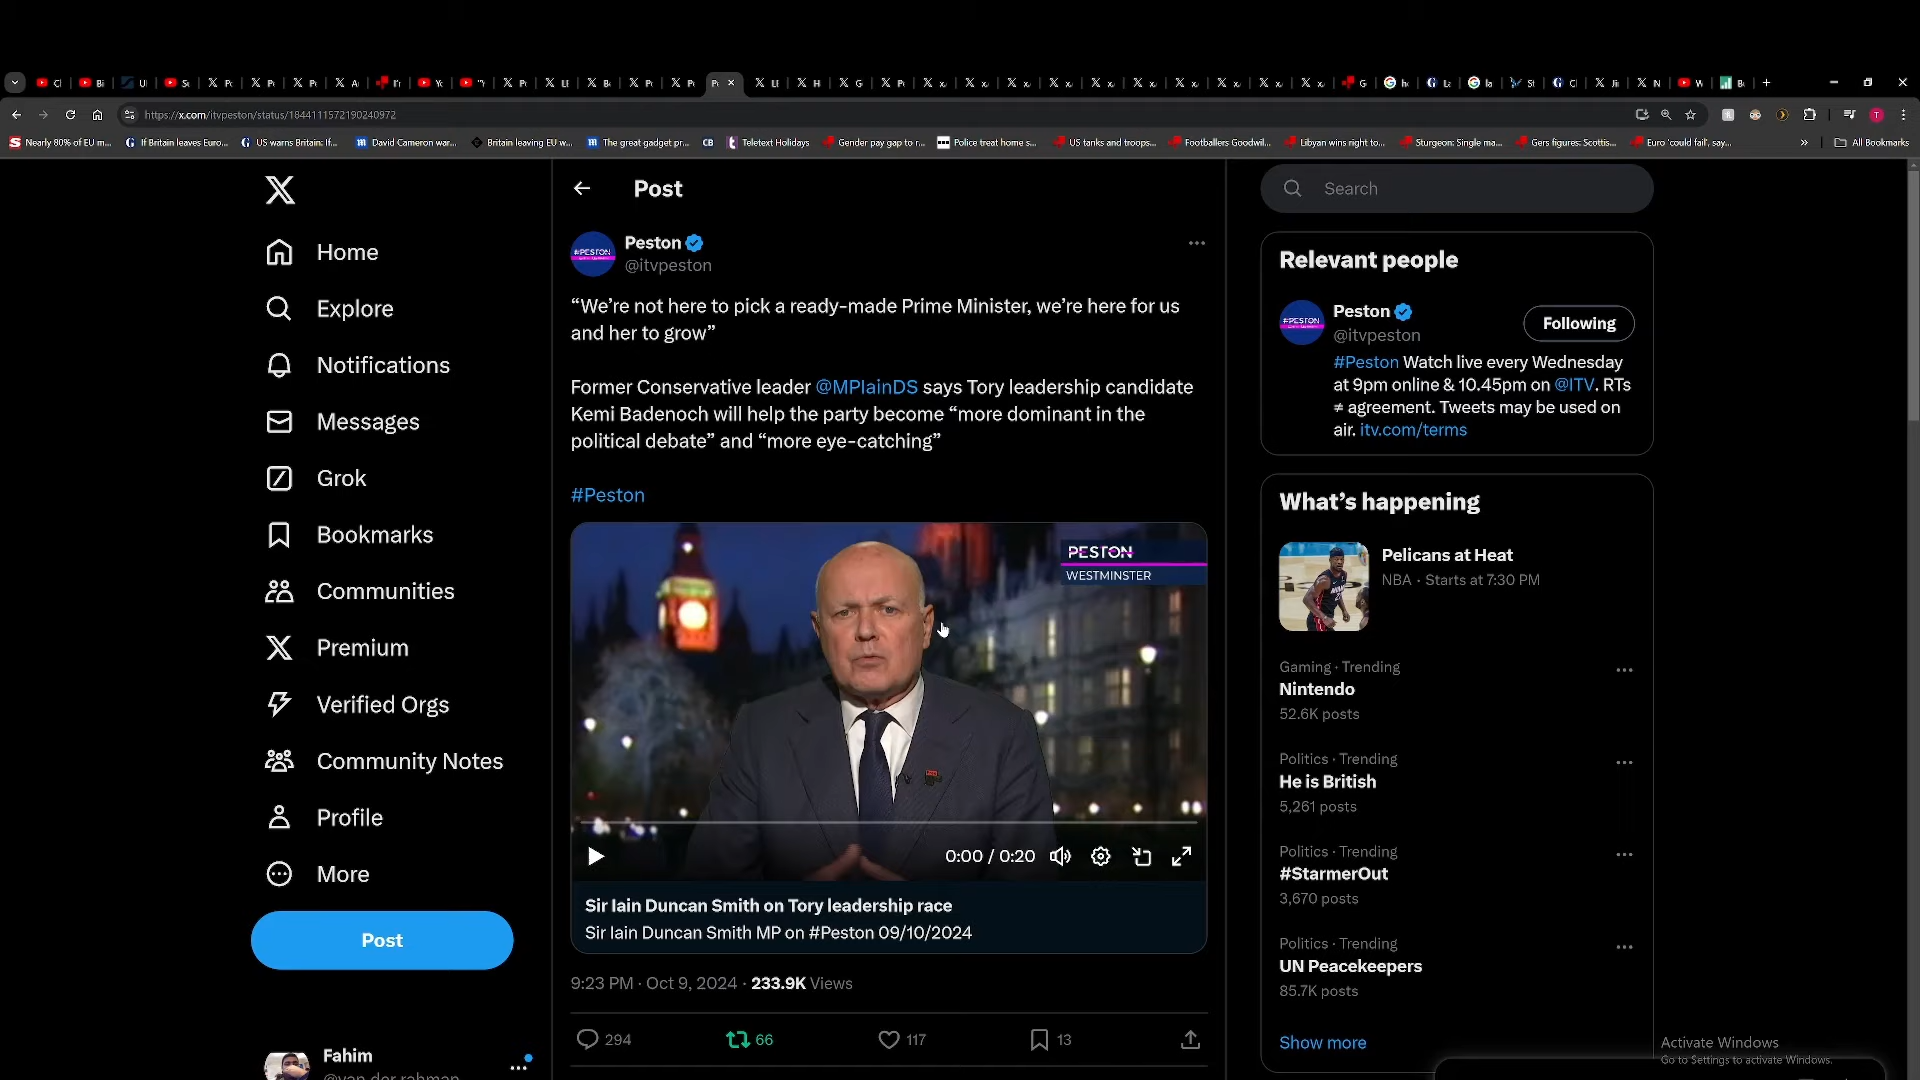 https://x.com/itvpeston/status/1844111572190240972
Nearly 80% of EU m...
If Britain leaves Euro...
US warns Britain: If...
David Cameron war...
Britain leaving EU w...
The great gadget pr...
CB
Teletext Holidays
Gender pay gap to r...
Police treat home s...
US tanks and troops...
Footballers Goodwil...
Libyan wins right to...
Sturgeon: Single ma...
Gers figures: Scottis...
Euro 'could fail', say...
All Bookmarks
Home
Explore
Notifications
Messages
Grok
Bookmarks
Communities
Premium
Verified Orgs
Community Notes
Profile
More
Post
Fahim
Post
Peston
#PESTON
@itvpeston
“We’re not here to pick a ready-made Prime Minister, we’re here for us
and her to grow”
Former Conservative leader @MPIainDS says Tory leadership candidate
Kemi Badenoch will help the party become “more dominant in the
political debate” and “more eye-catching”
#Peston
PESTON
WESTMINSTER
0:00 / 0:20
Sir Iain Duncan Smith on Tory leadership race
Sir Iain Duncan Smith MP on #Peston 09/10/2024
9:23 PM · Oct 9, 2024 · 233.9K Views
294
66
117
13
Search
Relevant people
#PESTON
Peston
@itvpeston
Following
#Peston Watch live every Wednesday
at 9pm online & 10.45pm on @ITV. RTs
≠ agreement. Tweets may be used on
air. itv.com/terms
What’s happening
Pelicans at Heat
NBA · Starts at 7:30 PM
Gaming · Trending
Nintendo
52.6K posts
Politics · Trending
He is British
5,261 posts
Politics · Trending
#StarmerOut
3,670 posts
Politics · Trending
UN Peacekeepers
85.7K posts
Show more
Activate Windows
Go to Settings to activate Windows.